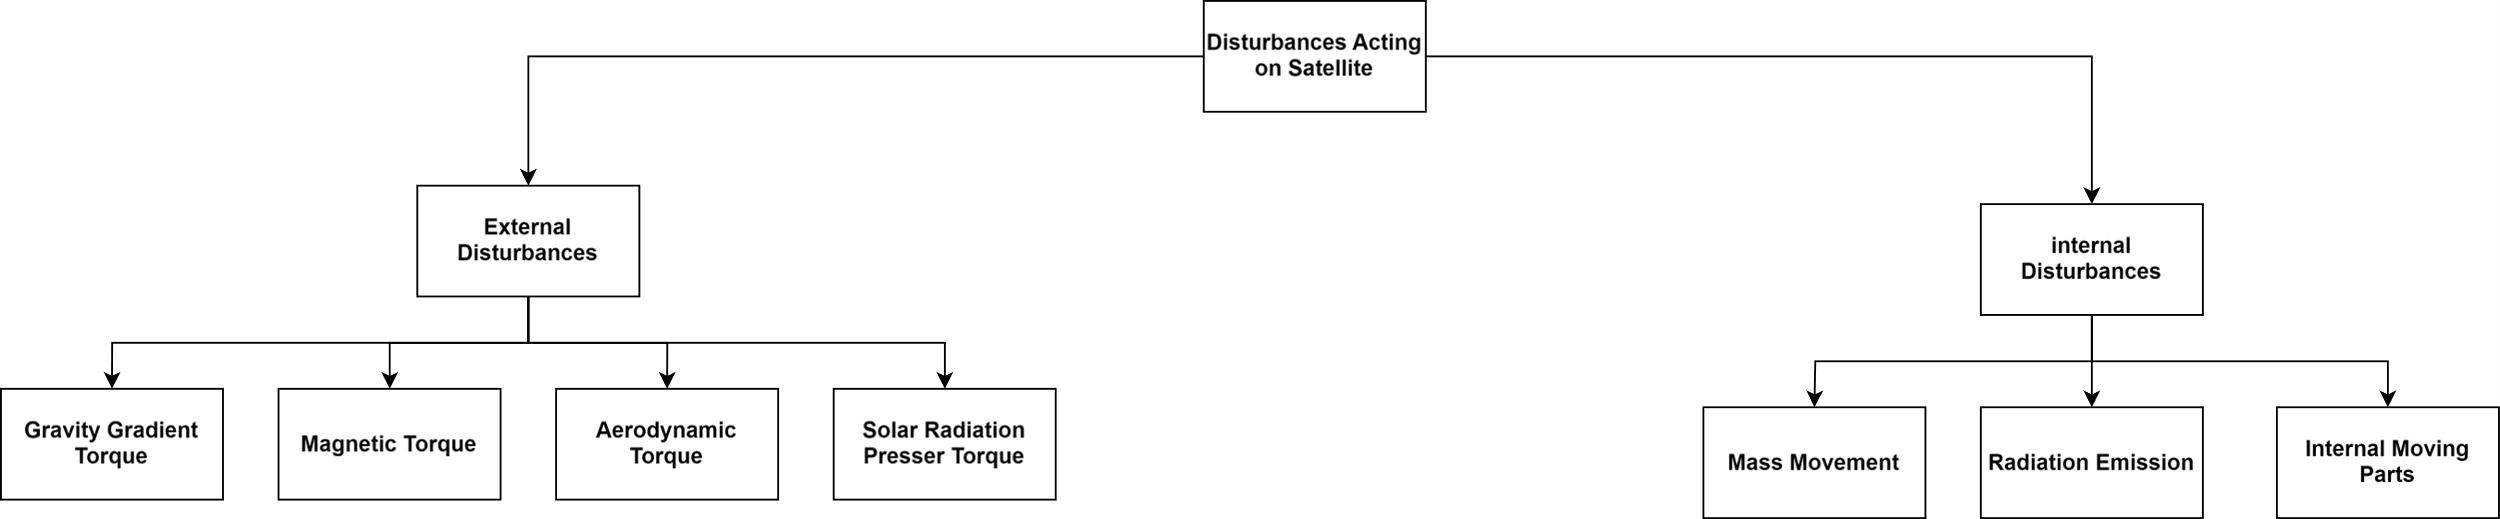 Disturbances Acting
on Satellite
External
Disturbances
internal
Disturbances
Gravity Gradient
Torque
Magnetic Torque
Aerodynamic
Torque
Solar Radiation
Presser Torque
Mass Movement
Radiation Emission
Internal Moving
Parts